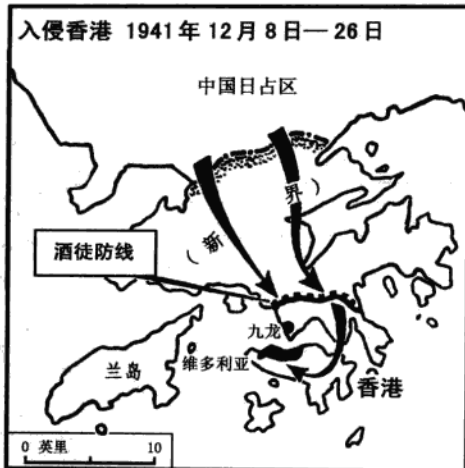 入侵香港 1941年12月8日—26日
中国日占区
（新
界）
酒徒防线
九龙
维多利亚
兰岛
香港
0 英里 10